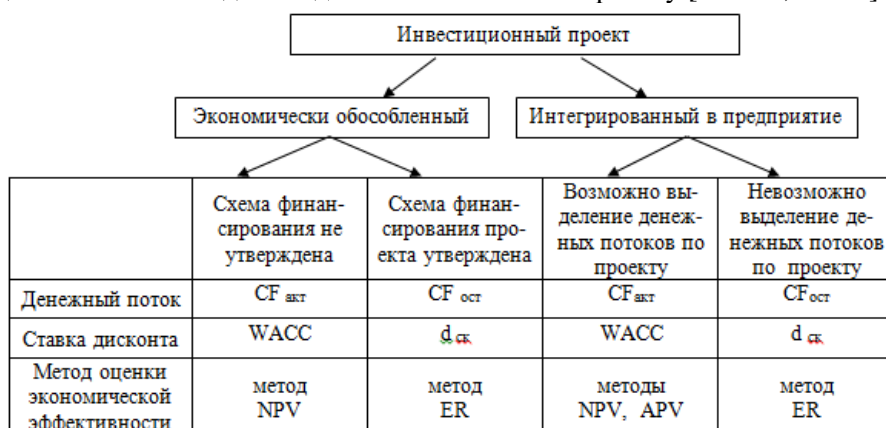 Инвестиционный проект
Экономически обособленный
Интегрированный в предприятие
Схема финан-
сирования не
утверждена
Схема финан-
сирования про-
екта утверждена
Возможно вы-
деление денеж-
ных потоков по
проекту
Невозможно
выделение де-
нежных потоков
по проекту
Денежный поток
CF акт
CF ост
CFакт
CFост
Ставка дисконта
WACC
d ск
WACC
d ск
Метод оценки
экономической
эффективности
метод
NPV
метод
ER
методы
NPV, APV
метод
ER